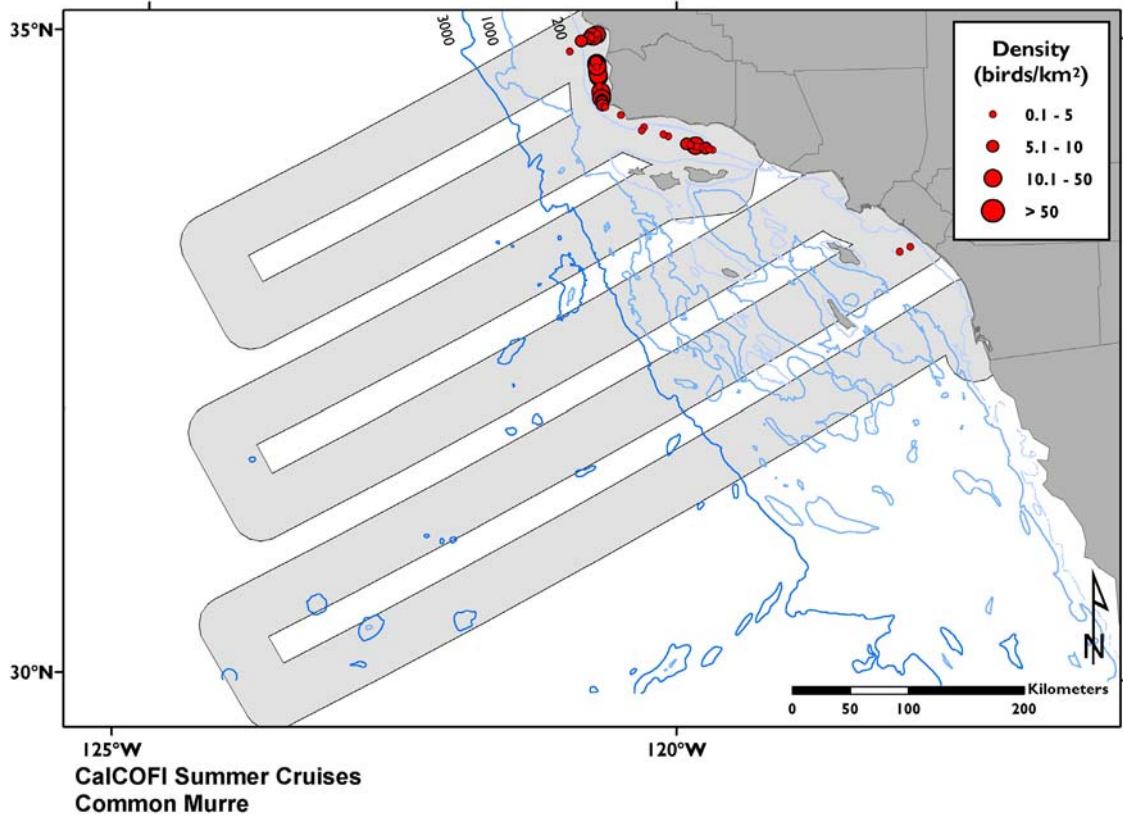 35°N
3000
1000
200
Density
(birds/km²)
0.1 - 5
5.1 - 10
10.1 - 50
> 50
N
30°N
Kilometers
0 50 100 200
125°W
120°W
CalCOFI Summer Cruises
Common Murre